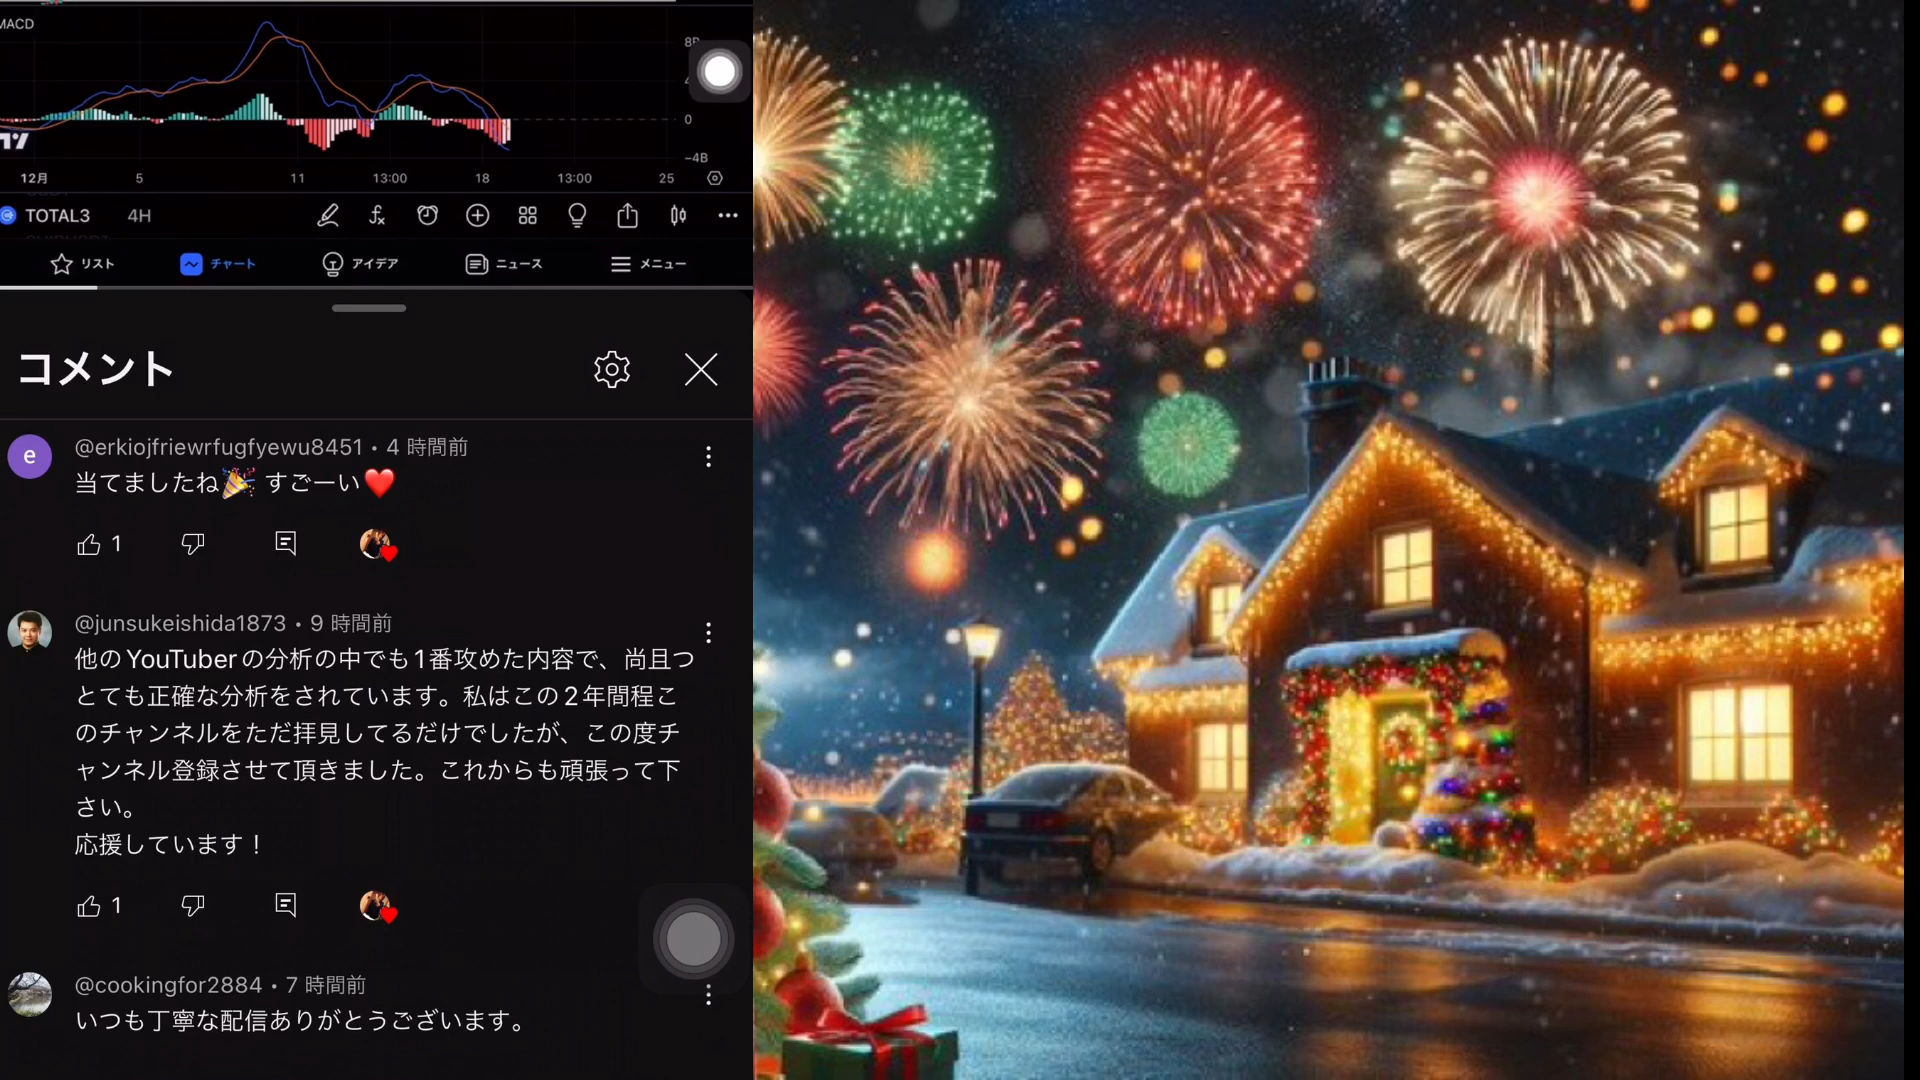 MACD
8B
0
−4B
12月 5 11 13:00 18 13:00 25
TOTAL3 4H
リスト チャート アイデア ニュース メニュー
コメント
@erkiojfriewrfugfyewu8451・4 時間前
当てましたね🎉 すごーい❤️
1
@junsukeishida1873・9 時間前
他のYouTuberの分析の中でも1番攻めた内容で、尚且つ
とても正確な分析をされています。私はこの2年間程こ
のチャンネルをただ拝見してるだけでしたが、この度チ
ャンネル登録させて頂きました。これからも頑張って下
さい。
応援しています！
1
@cookingfor2884・7 時間前
いつも丁寧な配信ありがとうございます。